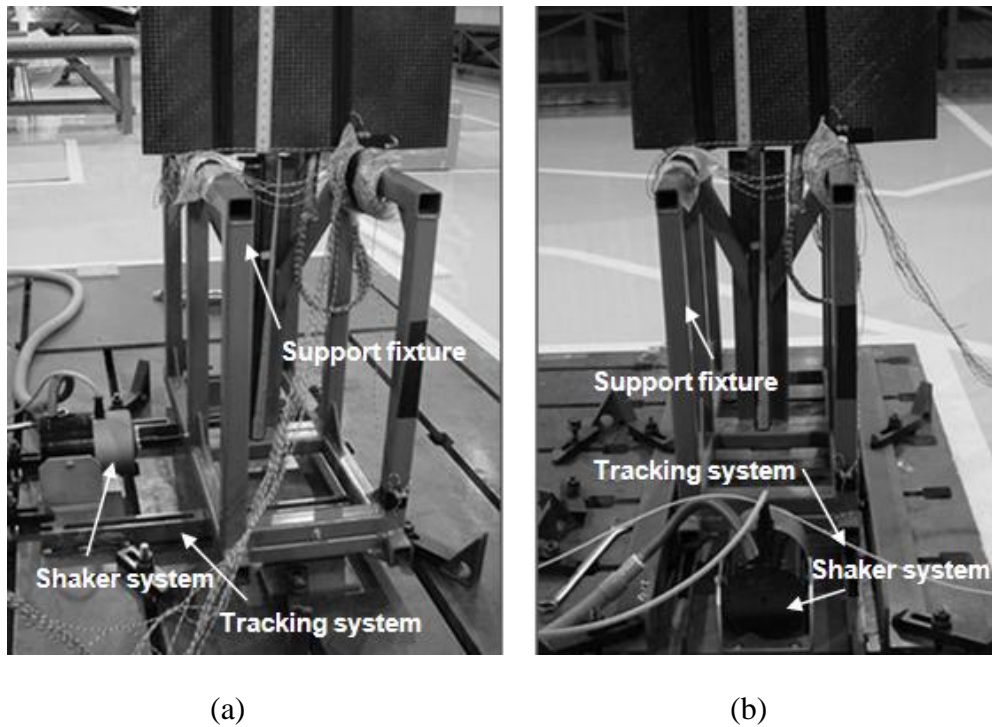 Support fixture
Shaker system
Tracking system
(a)
Support fixture
Tracking system
Shaker system
(b)